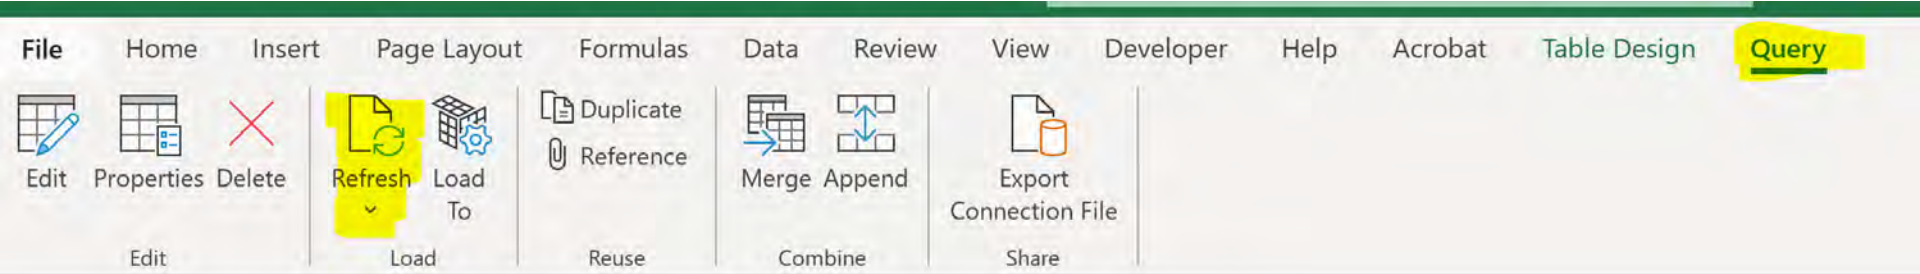 File Home Insert Page Layout Formulas Data Review View Developer Help Acrobat Table Design Query
Edit Properties Delete
Edit
Refresh Load To
Load
Duplicate
Reference
Reuse
Merge Append
Combine
Export
Connection File
Share